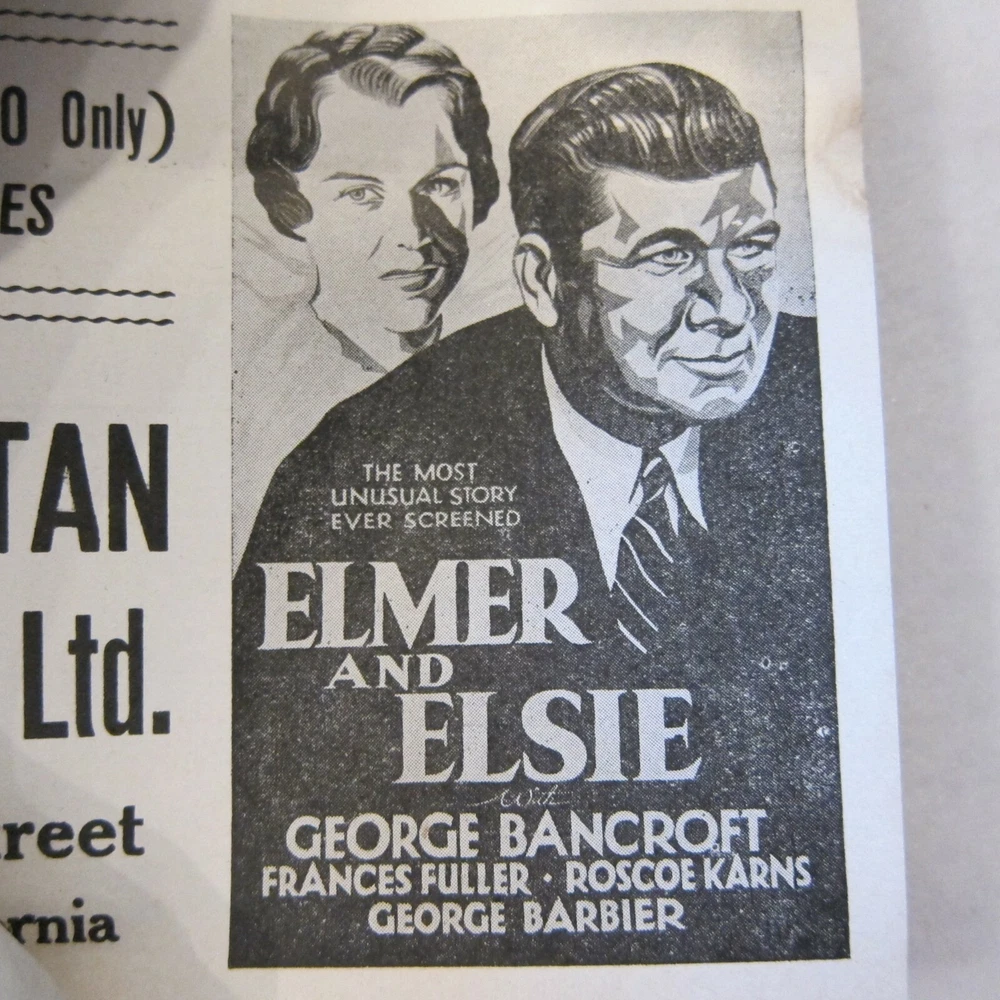 O Only)
ES
TAN
Ltd.
reet
rnia
THE MOST
UNUSUAL STORY
EVER SCREENED
ELMER
AND
ELSIE
with
GEORGE BANCROFT
FRANCES FULLER · ROSCOE KARNS
GEORGE BARBIER